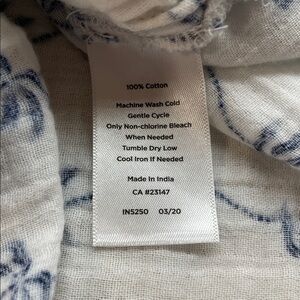 100% Cotton
Machine Wash Cold
Gentle Cycle
Only Non-chlorine Bleach
When Needed
Tumble Dry Low
Cool Iron If Needed
Made in India
CA #23147
IN5250 03/20